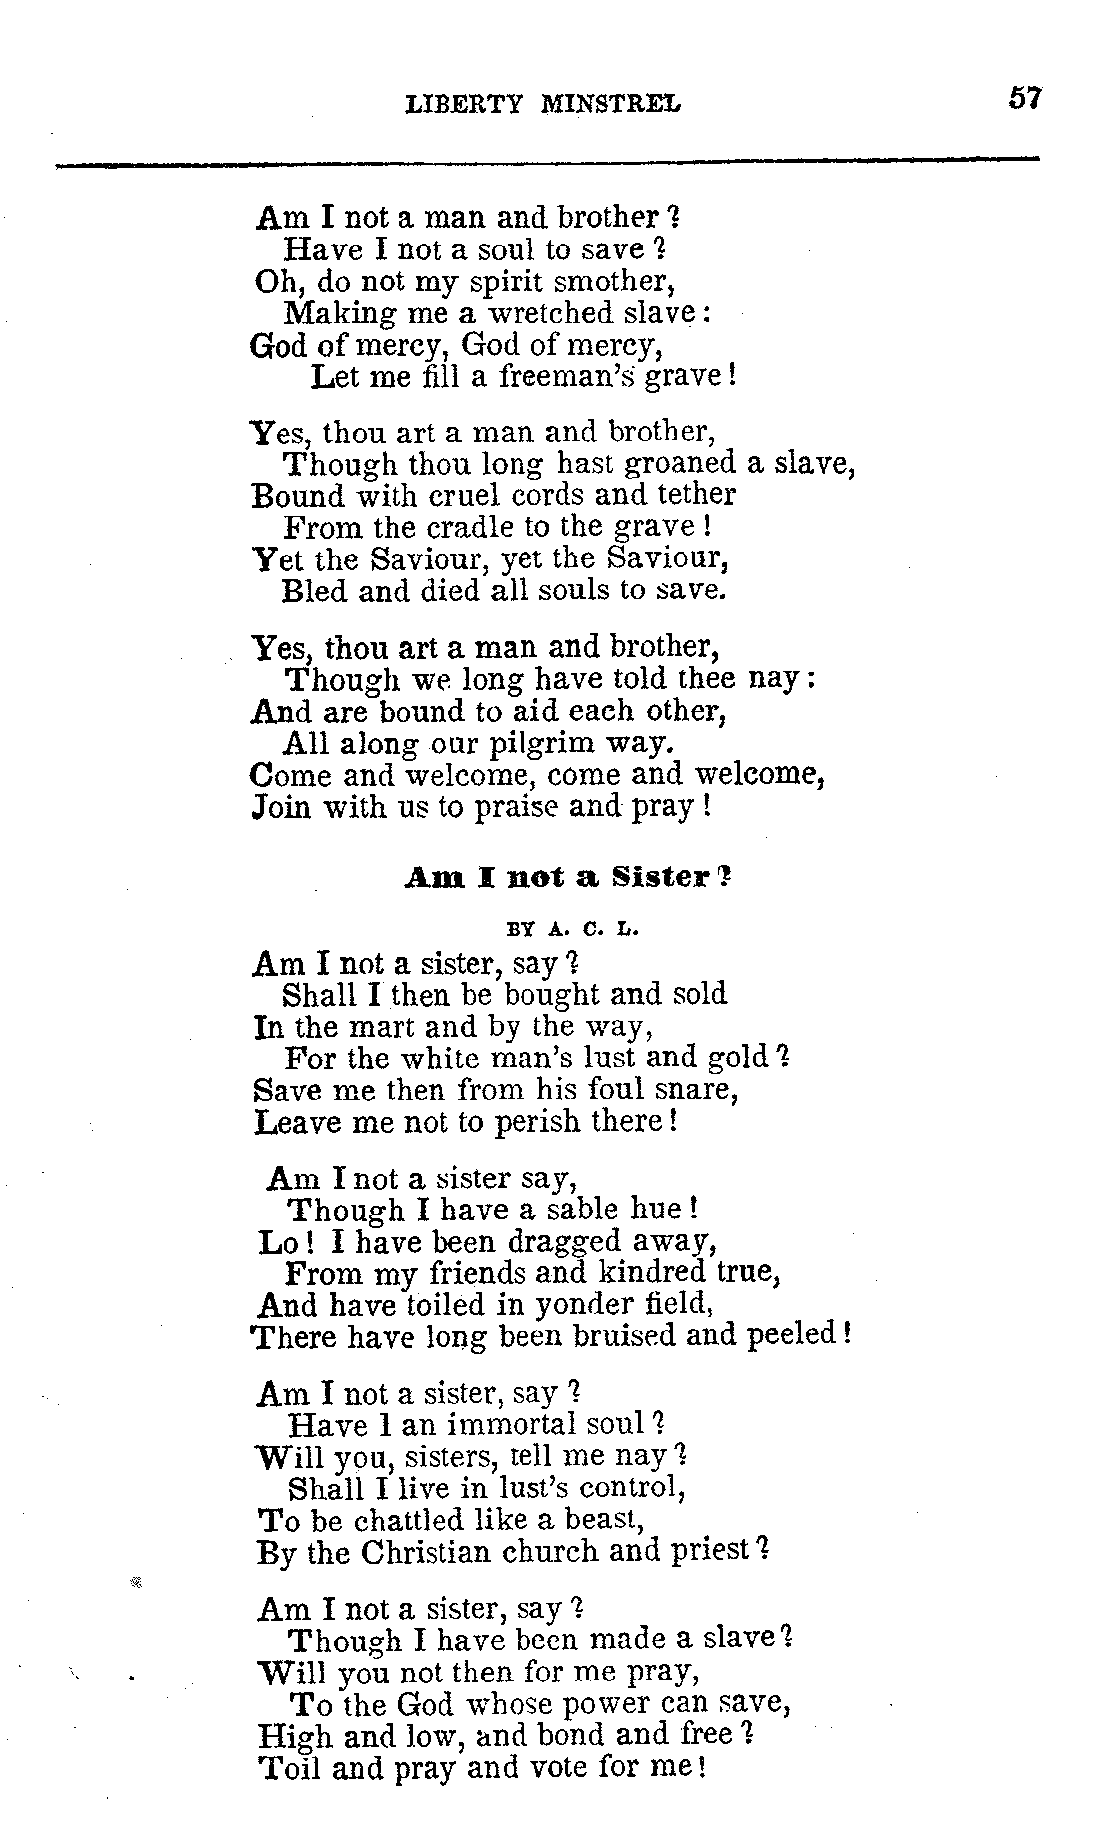 LIBERTY MINSTREL 57
Am I not a man and brother?
Have I not a soul to save?
Oh, do not my spirit smother,
Making me a wretched slave:
God of mercy, God of mercy,
Let me fill a freeman's grave!
Yes, thou art a man and brother,
Though thou long hast groaned a slave,
Bound with cruel cords and tether
From the cradle to the grave!
Yet the Saviour, yet the Saviour,
Bled and died all souls to save.
Yes, thou art a man and brother,
Though we long have told thee nay:
And are bound to aid each other,
All along our pilgrim way.
Come and welcome, come and welcome,
Join with us to praise and pray!
Am I not a Sister?
BY A. C. L.
Am I not a sister, say?
Shall I then be bought and sold
In the mart and by the way,
For the white man's lust and gold?
Save me then from his foul snare,
Leave me not to perish there!
Am I not a sister say,
Though I have a sable hue!
Lo! I have been dragged away,
From my friends and kindred true,
And have toiled in yonder field,
There have long been bruised and peeled!
Am I not a sister, say?
Have I an immortal soul?
Will you, sisters, tell me nay?
Shall I live in lust's control,
To be chattled like a beast,
By the Christian church and priest?
Am I not a sister, say?
Though I have been made a slave?
Will you not then for me pray,
To the God whose power can save,
High and low, and bond and free?
Toil and pray and vote for me!